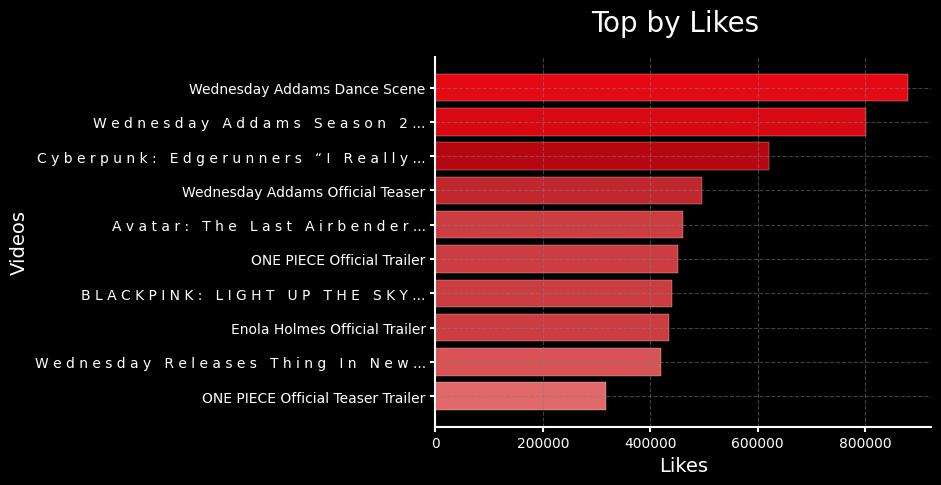 Top by Likes
Videos
Wednesday Addams Dance Scene
W e d n e s d a y   A d d a m s   S e a s o n   2 ...
C y b e r p u n k :   E d g e r u n n e r s   “ I   R e a l l y ...
Wednesday Addams Official Teaser
A v a t a r :   T h e   L a s t   A i r b e n d e r ...
ONE PIECE Official Trailer
B L A C K P I N K :   L I G H T   U P   T H E   S K Y ...
Enola Holmes Official Trailer
W e d n e s d a y   R e l e a s e s   T h i n g   I n   N e w ...
ONE PIECE Official Teaser Trailer
0 200000 400000 600000 800000
Likes